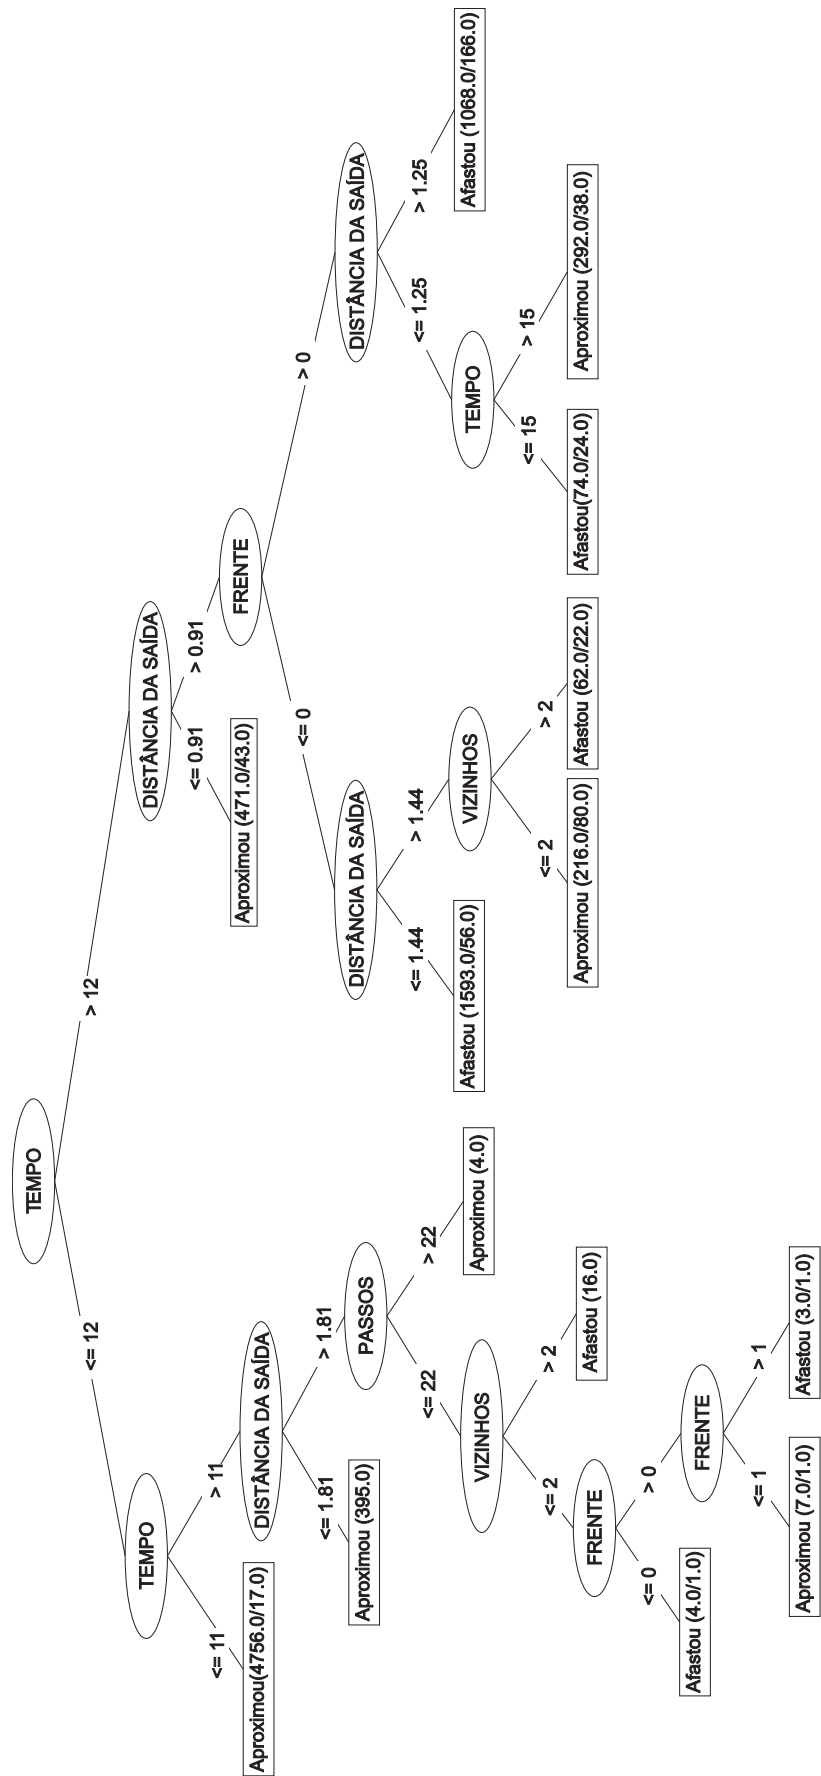 TEMPO
<= 12
> 12
TEMPO
DISTÂNCIA DA SAÍDA
<= 11
> 11
<= 0.91
> 0.91
Aproximou(4756.0/17.0)
DISTÂNCIA DA SAÍDA
Aproximou (471.0/43.0)
FRENTE
<= 1.81
> 1.81
<= 0
> 0
Aproximou (395.0)
PASSOS
DISTÂNCIA DA SAÍDA
DISTÂNCIA DA SAÍDA
<= 22
> 22
<= 1.44
> 1.44
<= 1.25
> 1.25
VIZINHOS
Aproximou (4.0)
Afastou (1593.0/56.0)
VIZINHOS
TEMPO
Afastou (1068.0/166.0)
<= 2
> 2
<= 2
> 2
<= 15
> 15
FRENTE
Afastou (16.0)
Aproximou (216.0/80.0)
Afastou (62.0/22.0)
Afastou(74.0/24.0)
Aproximou (292.0/38.0)
<= 0
> 0
Afastou (4.0/1.0)
FRENTE
<= 1
> 1
Aproximou (7.0/1.0)
Afastou (3.0/1.0)